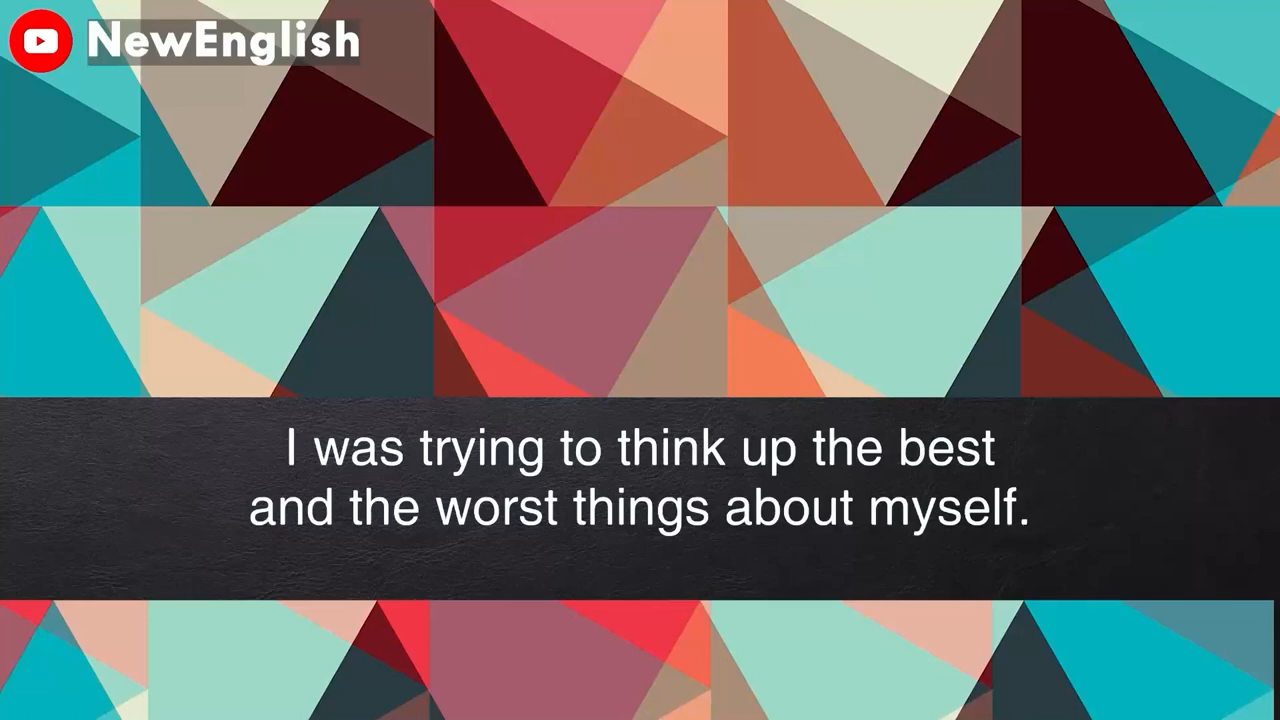 NewEnglish
I was trying to think up the best
and the worst things about myself.